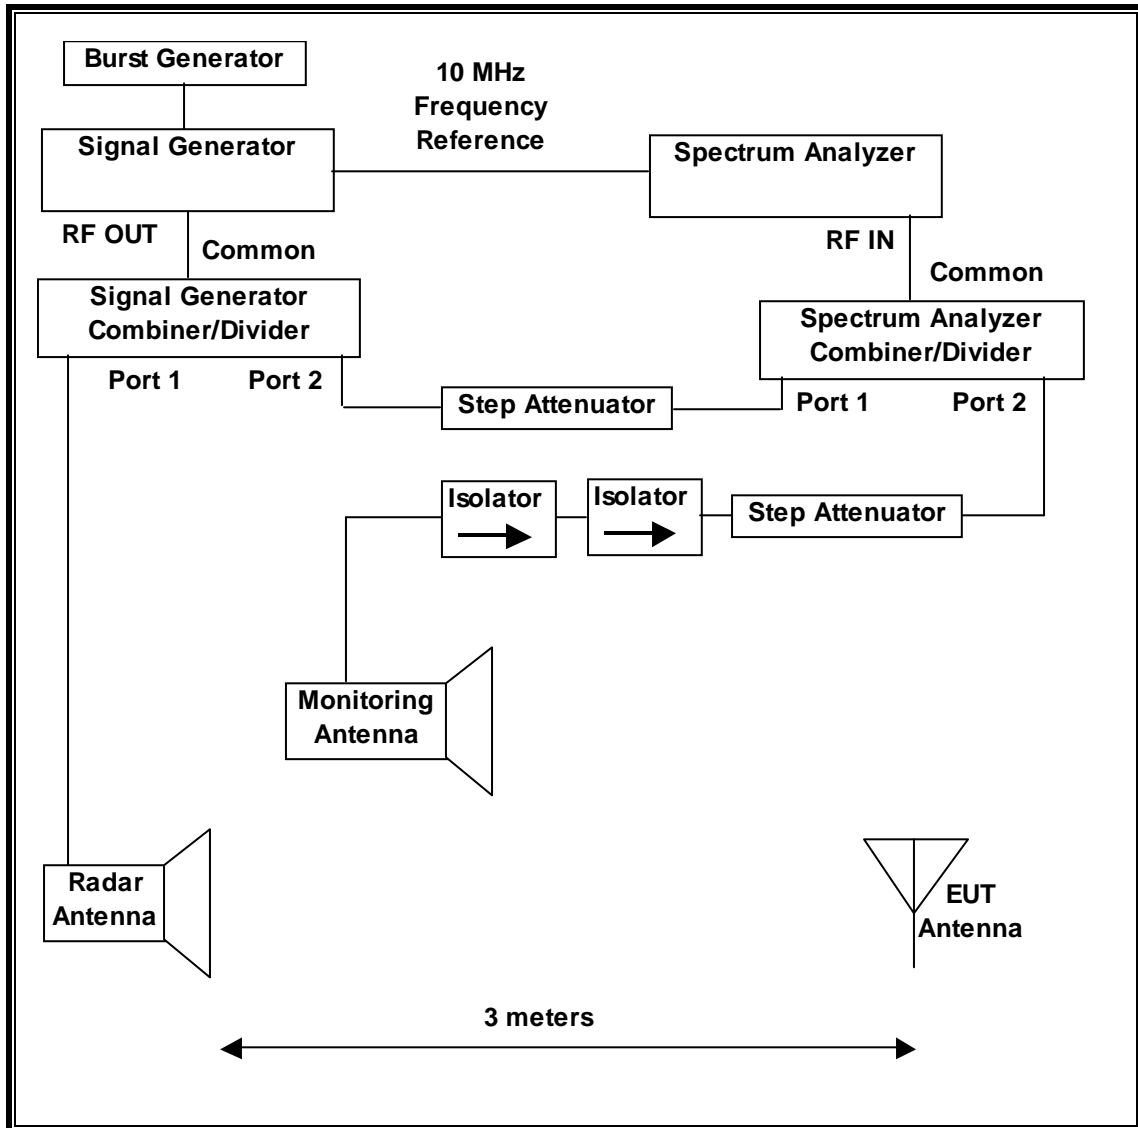 Burst Generator
10 MHz
Frequency
Reference
Signal Generator
Spectrum Analyzer
RF OUT
Common
RF IN
Common
Signal Generator
Combiner/Divider
Spectrum Analyzer
Combiner/Divider
Port 1
Port 2
Step Attenuator
Port 1
Port 2
Isolator
Isolator
Step Attenuator
Monitoring
Antenna
Radar
Antenna
EUT
Antenna
3 meters